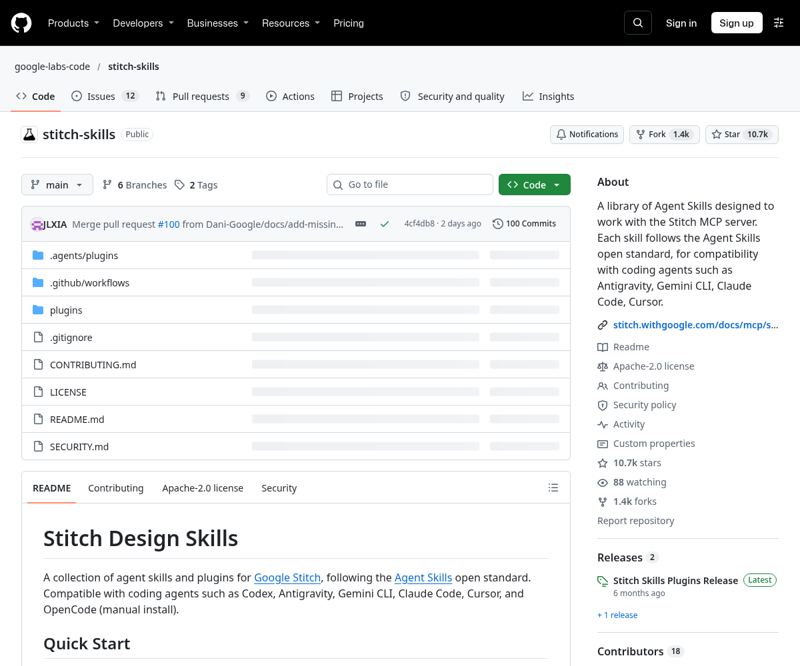 Products Developers Businesses Resources Pricing Sign in Sign up
google-labs-code / stitch-skills
Code Issues 12 Pull requests 9 Actions Projects Security and quality Insights
stitch-skills Public Notifications Fork 1.4k Star 10.7k
main 6 Branches 2 Tags Go to file Code
JLXIA Merge pull request #100 from Dani-Google/docs/add-missin... 4cf4db8 · 2 days ago 100 Commits
.agents/plugins
.github/workflows
plugins
.gitignore
CONTRIBUTING.md
LICENSE
README.md
SECURITY.md
README Contributing Apache-2.0 license Security
Stitch Design Skills
A collection of agent skills and plugins for Google Stitch, following the Agent Skills open standard.
Compatible with coding agents such as Codex, Antigravity, Gemini CLI, Claude Code, Cursor, and
OpenCode (manual install).
Quick Start
About
A library of Agent Skills designed to
work with the Stitch MCP server.
Each skill follows the Agent Skills
open standard, for compatibility
with coding agents such as
Antigravity, Gemini CLI, Claude
Code, Cursor.
stitch.withgoogle.com/docs/mcp/s...
Readme
Apache-2.0 license
Contributing
Security policy
Activity
Custom properties
10.7k stars
88 watching
1.4k forks
Report repository
Releases 2
Stitch Skills Plugins Release Latest
6 months ago
+ 1 release
Contributors 18